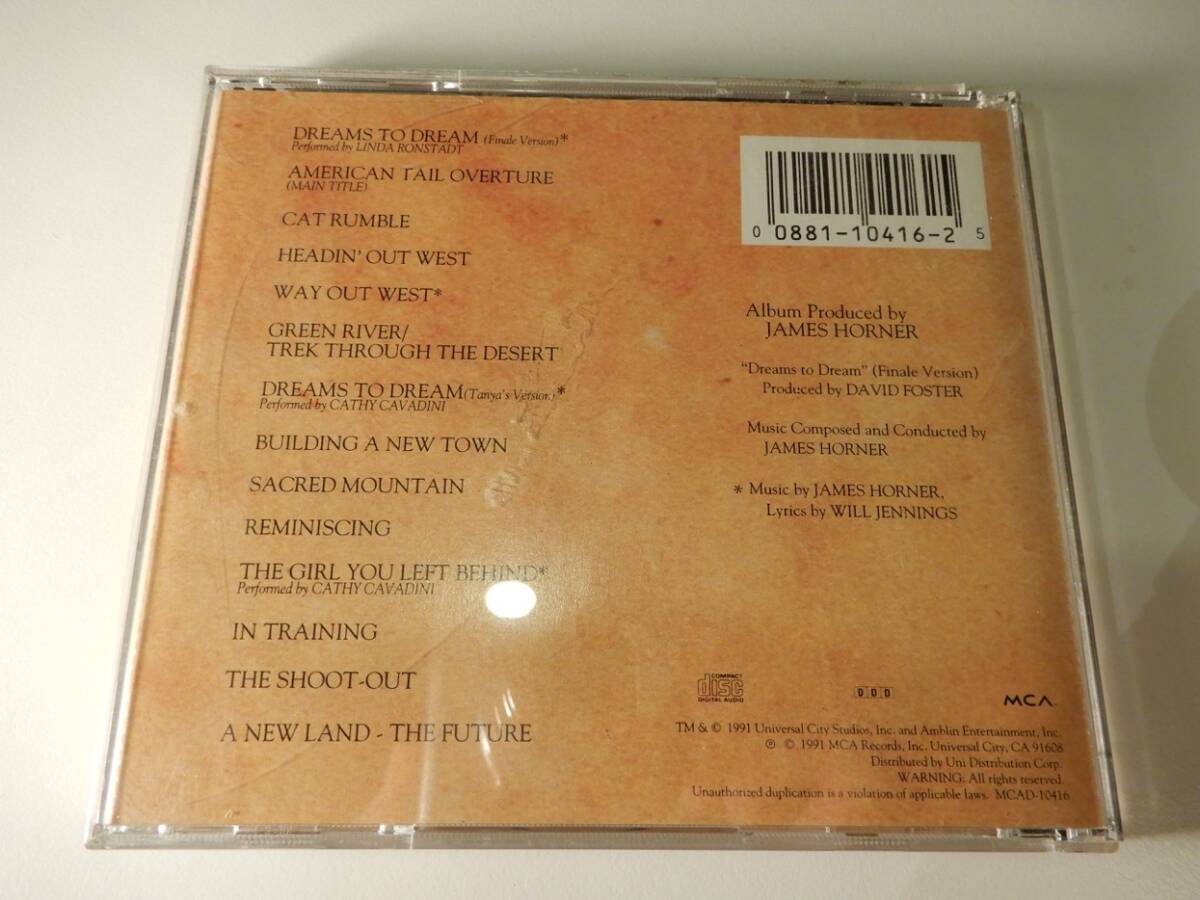 DREAMS TO DREAM (Finale Version)*
Performed by LINDA RONSTADT
AMERICAN TAIL OVERTURE
(MAIN TITLE)
CAT RUMBLE
HEADIN' OUT WEST
WAY OUT WEST*
GREEN RIVER/
TREK THROUGH THE DESERT
DREAMS TO DREAM (Tanya's Version)*
Performed by CATHY CAVADINI
BUILDING A NEW TOWN
SACRED MOUNTAIN
REMINISCING
THE GIRL YOU LEFT BEHIND*
Performed by CATHY CAVADINI
IN TRAINING
THE SHOOT-OUT
A NEW LAND - THE FUTURE
0 0881-10416-2 5
Album Produced by
JAMES HORNER
"Dreams to Dream" (Finale Version)
Produced by DAVID FOSTER
Music Composed and Conducted by
JAMES HORNER
* Music by JAMES HORNER,
Lyrics by WILL JENNINGS
COMPACT
disc
DIGITAL AUDIO
DDD
MCA
TM & © 1991 Universal City Studios, Inc. and Amblin Entertainment, Inc.
℗ © 1991 MCA Records, Inc. Universal City, CA 91608
Distributed by Uni Distribution Corp.
WARNING: All rights reserved.
Unauthorized duplication is a violation of applicable laws. MCAD-10416